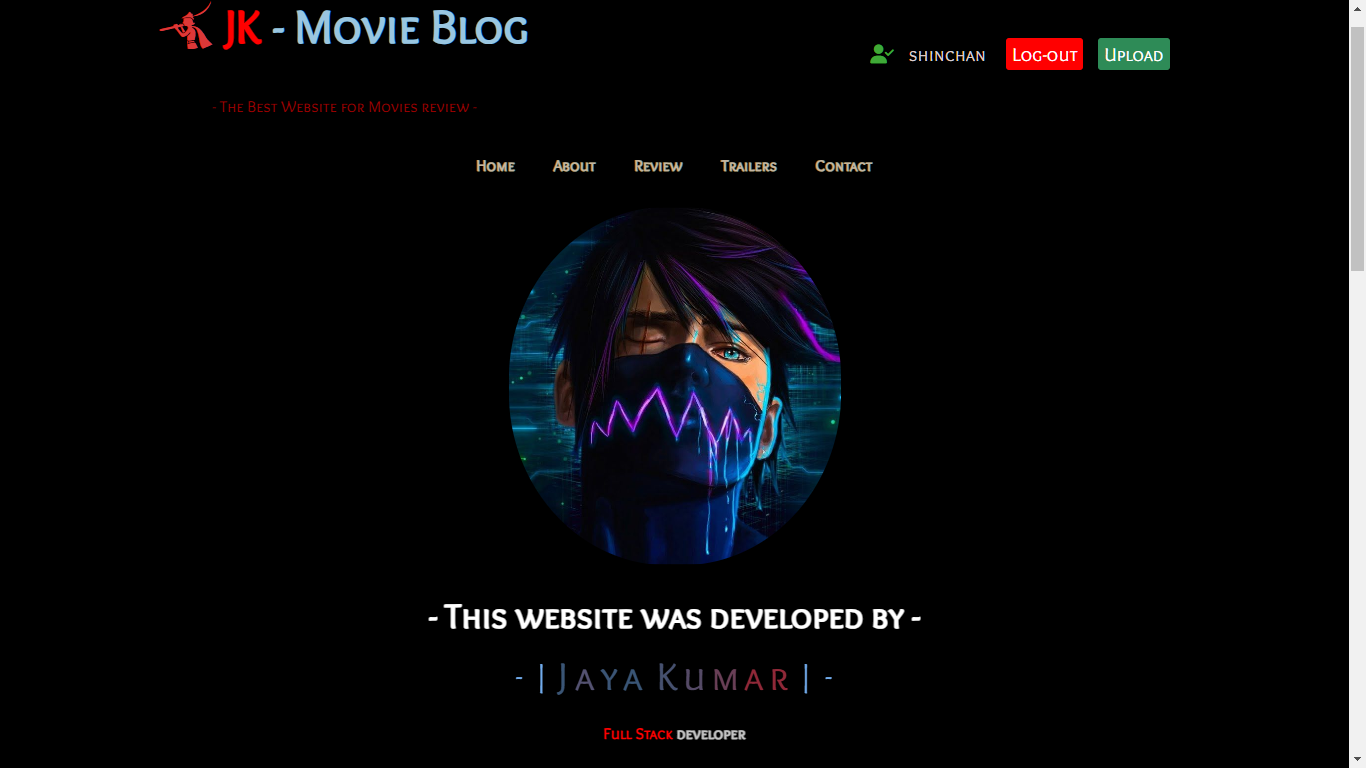 JK - Movie Blog
SHINCHAN Log-out Upload
- The Best Website for Movies review -
Home About Review Trailers Contact
- This website was developed by -
- | Jaya Kumar | -
Full Stack developer